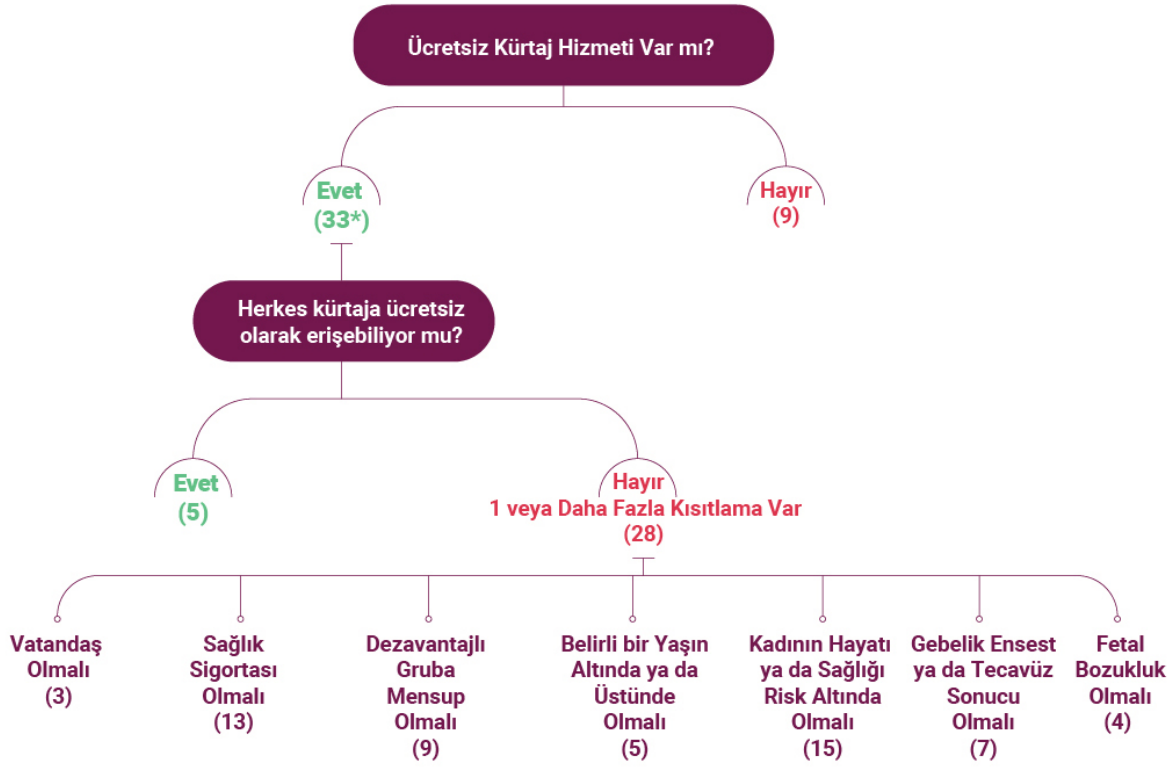 Ücretsiz Kürtaj Hizmeti Var mı?
Evet
(33*)
Hayır
(9)
Herkes kürtaja ücretsiz
olarak erişebiliyor mu?
Evet
(5)
Hayır
1 veya Daha Fazla Kısıtlama Var
(28)
Vatandaş
Olmalı
(3)
Sağlık
Sigortası
Olmalı
(13)
Dezavantajlı
Gruba
Mensup
Olmalı
(9)
Belirli bir Yaşın
Altında ya da
Üstünde
Olmalı
(5)
Kadının Hayatı
ya da Sağlığı
Risk Altında
Olmalı
(15)
Gebelik Ensest
ya da Tecavüz
Sonucu
Olmalı
(7)
Fetal
Bozukluk
Olmalı
(4)